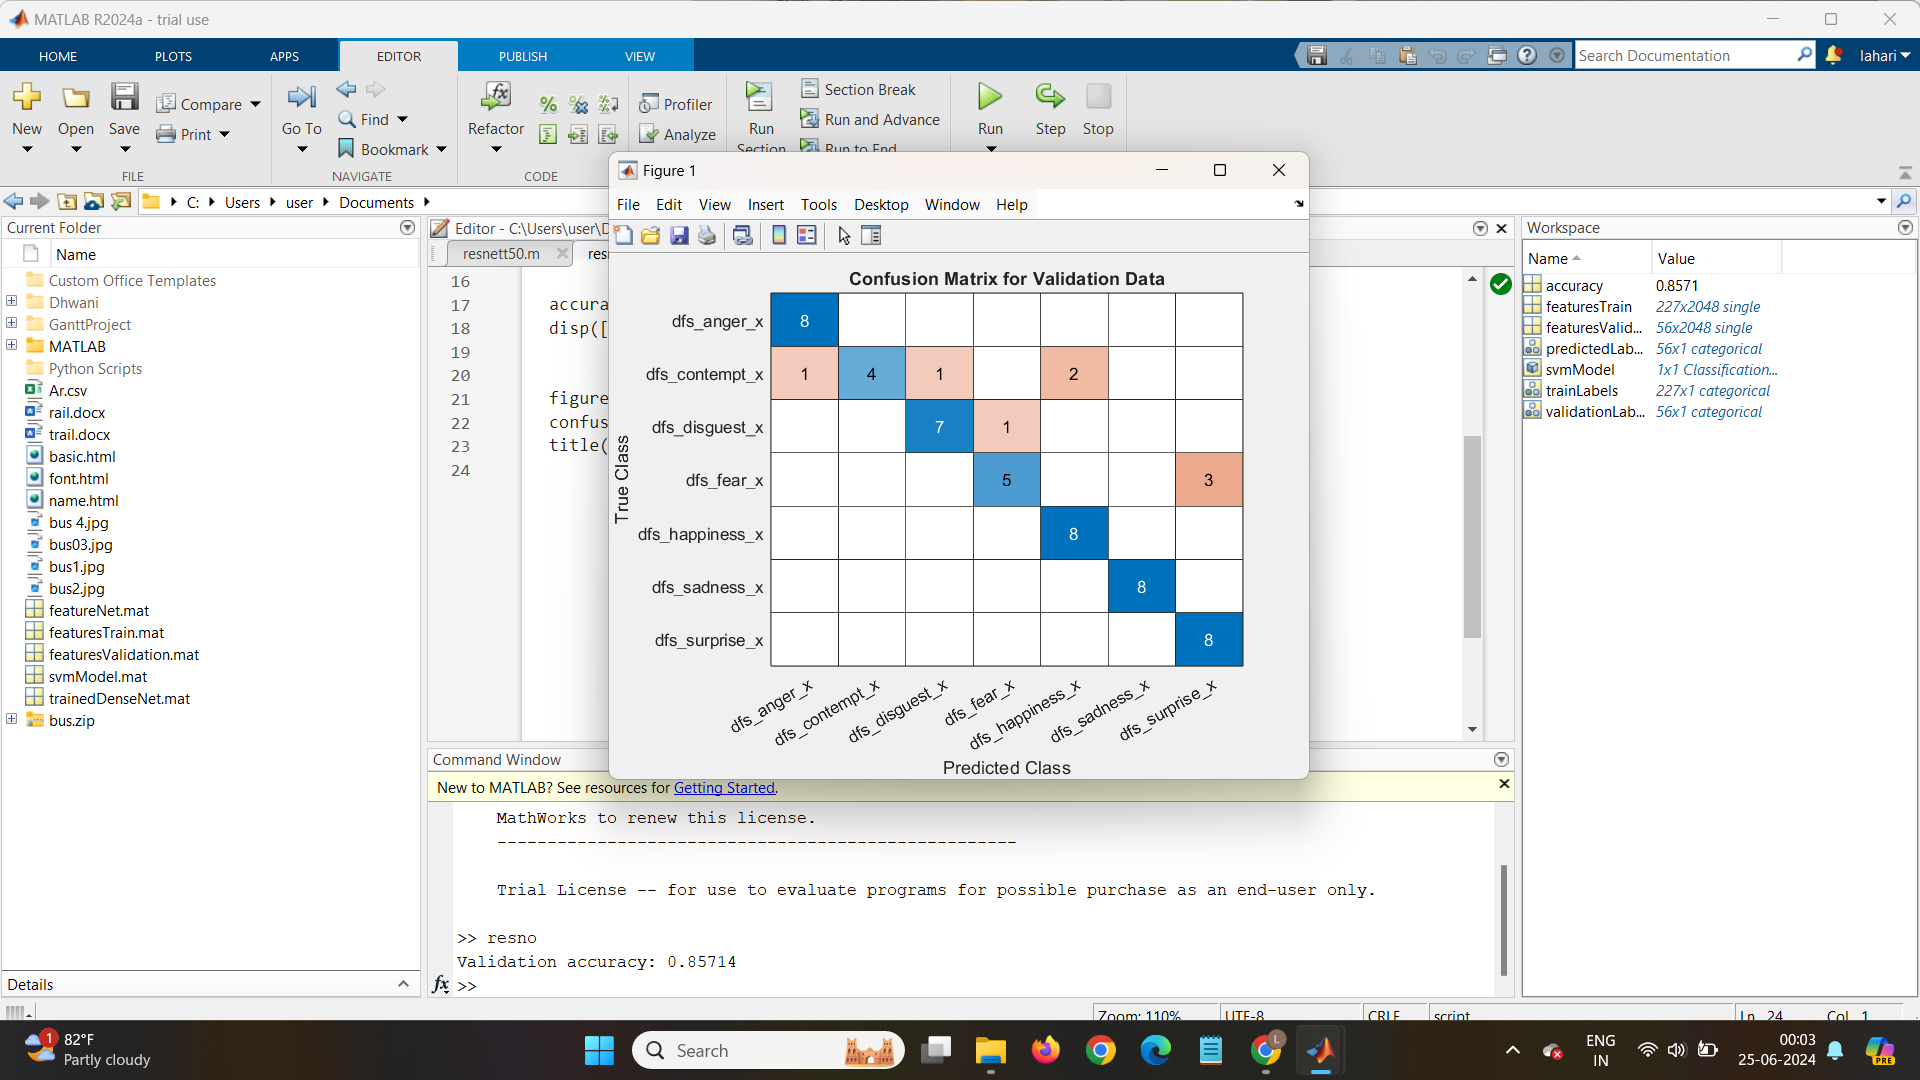 MATLAB R2024a - trial use
HOME PLOTS APPS EDITOR PUBLISH VIEW
Search Documentation
lahari
New Open Save
Compare
Print
FILE
Go To
Find
Bookmark
NAVIGATE
Refactor
CODE
Profiler
Analyze
Run
Section
Section Break
Run and Advance
Run to End
Run Step Stop
C: Users user Documents
Current Folder
Name
Custom Office Templates
Dhwani
GanttProject
MATLAB
Python Scripts
Ar.csv
rail.docx
trail.docx
basic.html
font.html
name.html
bus 4.jpg
bus03.jpg
bus1.jpg
bus2.jpg
featureNet.mat
featuresTrain.mat
featuresValidation.mat
svmModel.mat
trainedDenseNet.mat
bus.zip
Details
Editor - C:\Users\user\D
resnett50.m
res
16
17 accura
18 disp([
19
20
21 figure
22 confus
23 title(
24
Figure 1
File Edit View Insert Tools Desktop Window Help
Confusion Matrix for Validation Data
True Class
dfs_anger_x 8
dfs_contempt_x 1 4 1 2
dfs_disguest_x 7 1
dfs_fear_x 5 3
dfs_happiness_x 8
dfs_sadness_x 8
dfs_surprise_x 8
dfs_anger_x dfs_contempt_x dfs_disguest_x dfs_fear_x dfs_happiness_x dfs_sadness_x dfs_surprise_x
Predicted Class
Workspace
Name Value
accuracy 0.8571
featuresTrain 227x2048 single
featuresValid... 56x2048 single
predictedLab... 56x1 categorical
svmModel 1x1 Classification...
trainLabels 227x1 categorical
validationLab... 56x1 categorical
Command Window
New to MATLAB? See resources for Getting Started.
MathWorks to renew this license.
----------------------------------------------------
Trial License -- for use to evaluate programs for possible purchase as an end-user only.
>> resno
Validation accuracy: 0.85714
fx >>
Zoom: 110% UTF-8 CRLF script Ln 24 Col 1
1
82°F
Partly cloudy
Search
L
ENG
IN
00:03
25-06-2024
PRE